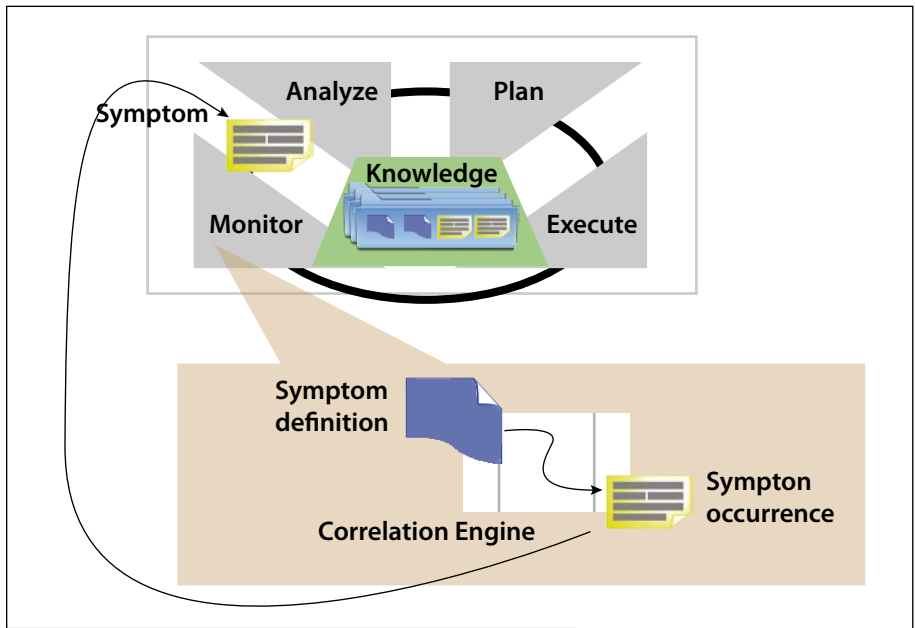 Analyze
Plan
Symptom
Knowledge
Monitor
Execute
Symptom
definition
Sympton
occurrence
Correlation Engine